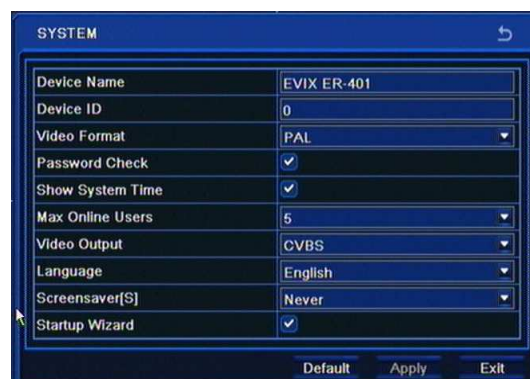 SYSTEM
Device Name EVIX ER-401
Device ID 0
Video Format PAL
Password Check
Show System Time
Max Online Users 5
Video Output CVBS
Language English
Screensaver[S] Never
Startup Wizard
Default Apply Exit